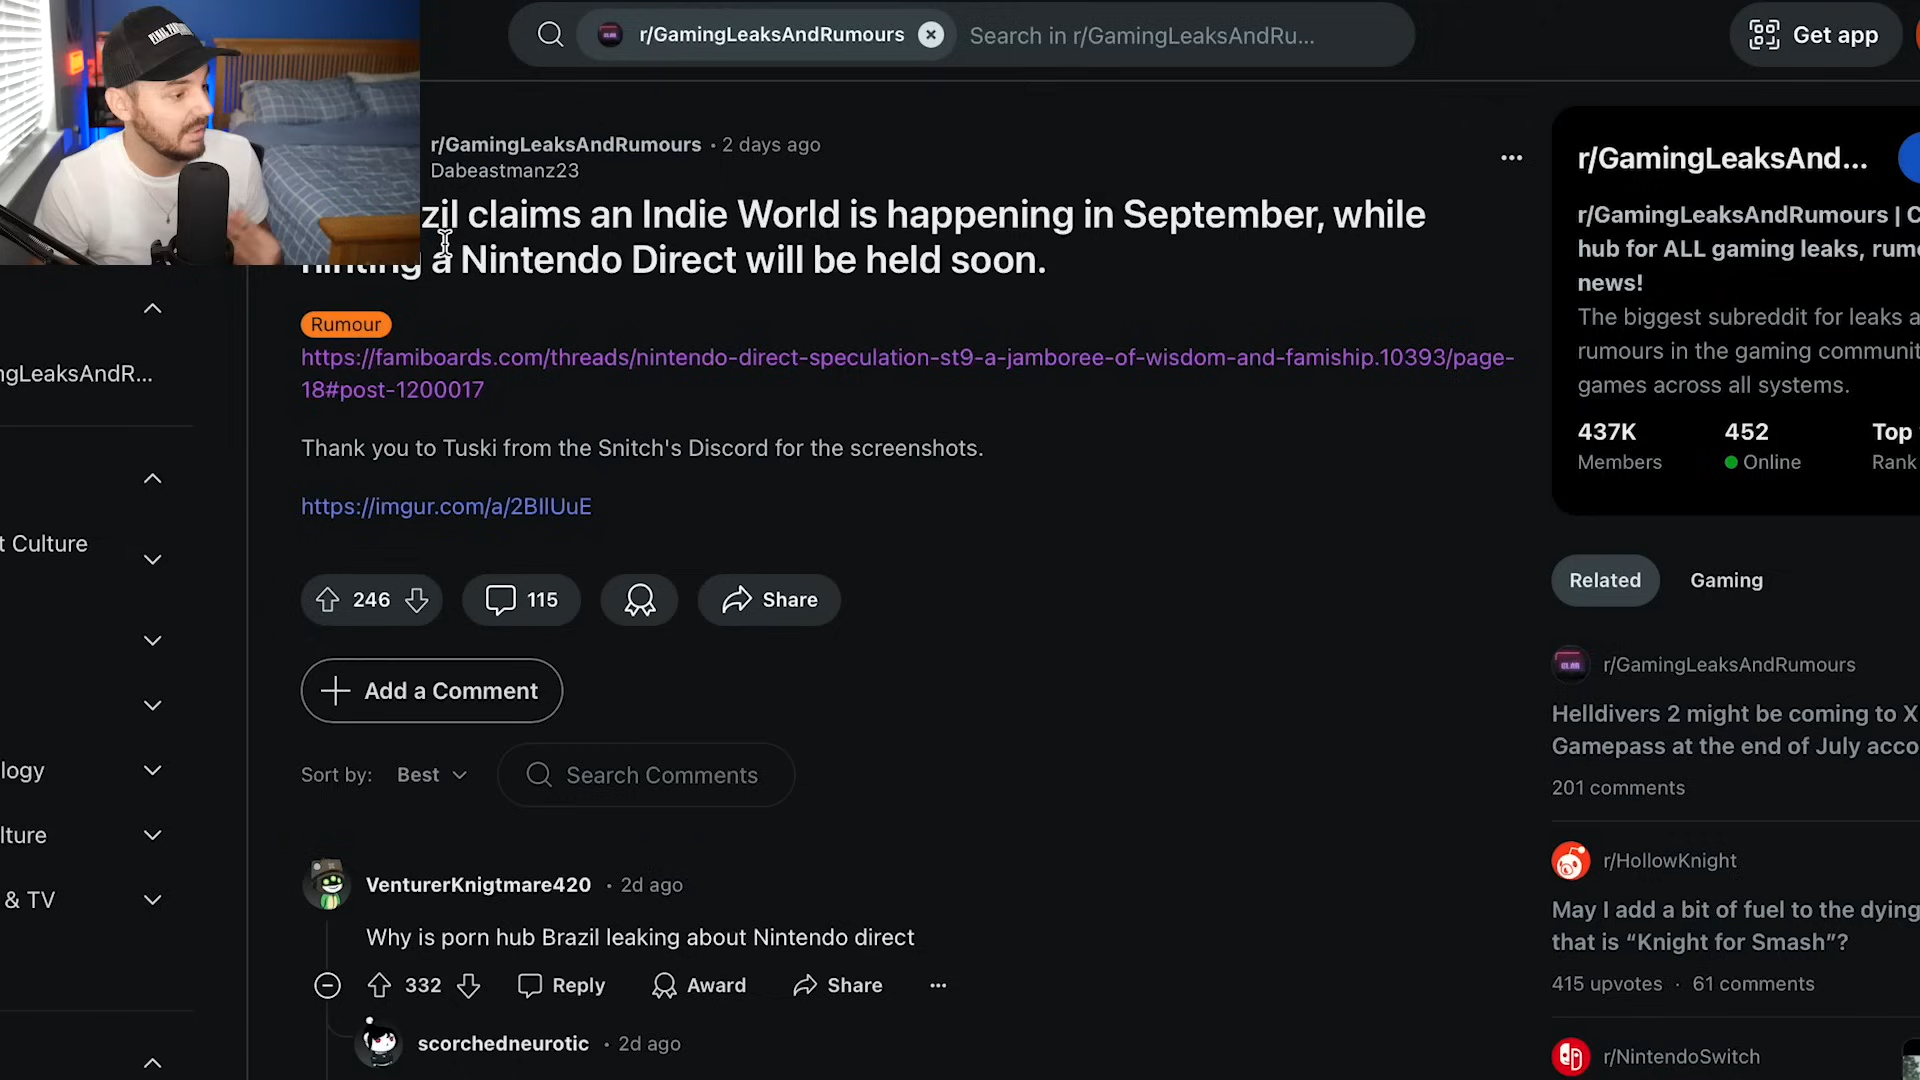 r/GamingLeaksAndRumours
Search in r/GamingLeaksAndRu...
Get app
r/GamingLeaksAndRumours • 2 days ago
Dabeastmanz23
zil claims an Indie World is happening in September, while
hinting a Nintendo Direct will be held soon.
Rumour
https://famiboards.com/threads/nintendo-direct-speculation-st9-a-jamboree-of-wisdom-and-famiship.10393/page-
18#post-1200017
Thank you to Tuski from the Snitch's Discord for the screenshots.
https://imgur.com/a/2BIlUuE
246
115
Share
Add a Comment
Sort by: Best
Search Comments
VenturerKnigtmare420 • 2d ago
Why is porn hub Brazil leaking about Nintendo direct
332
Reply
Award
Share
scorchedneurotic • 2d ago
ngLeaksAndR...
t Culture
logy
lture
& TV
r/GamingLeaksAnd...
r/GamingLeaksAndRumours | C
hub for ALL gaming leaks, rumo
news!
The biggest subreddit for leaks a
rumours in the gaming communit
games across all systems.
437K
Members
452
Online
Top
Rank
Related
Gaming
r/GamingLeaksAndRumours
Helldivers 2 might be coming to X
Gamepass at the end of July acco
201 comments
r/HollowKnight
May I add a bit of fuel to the dying
that is “Knight for Smash”?
415 upvotes · 61 comments
r/NintendoSwitch